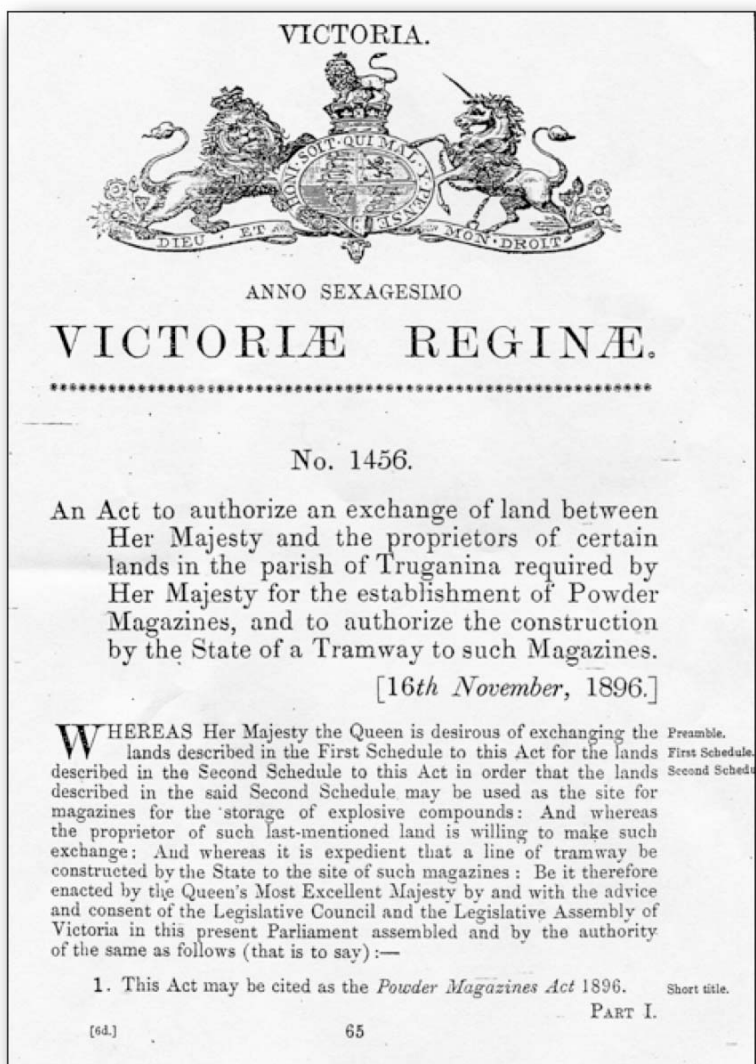 VICTORIA.
HONI·SOIT·QUI·MAL·Y·PENSE
DIEU · ET MON·DROIT
ANNO SEXAGESIMO
VICTORIÆ REGINÆ.
No. 1456.
An Act to authorize an exchange of land between
Her Majesty and the proprietors of certain
lands in the parish of Truganina required by
Her Majesty for the establishment of Powder
Magazines, and to authorize the construction
by the State of a Tramway to such Magazines.
[16th November, 1896.]
WHEREAS Her Majesty the Queen is desirous of exchanging the Preamble.
lands described in the First Schedule to this Act for the lands First Schedule.
described in the Second Schedule to this Act in order that the lands Second Schedu
described in the said Second Schedule may be used as the site for
magazines for the storage of explosive compounds: And whereas
the proprietor of such last-mentioned land is willing to make such
exchange: And whereas it is expedient that a line of tramway be
constructed by the State to the site of such magazines: Be it therefore
enacted by the Queen's Most Excellent Majesty by and with the advice
and consent of the Legislative Council and the Legislative Assembly of
Victoria in this present Parliament assembled and by the authority
of the same as follows (that is to say):—
1. This Act may be cited as the Powder Magazines Act 1896. Short title.
PART I.
[6d.] 65